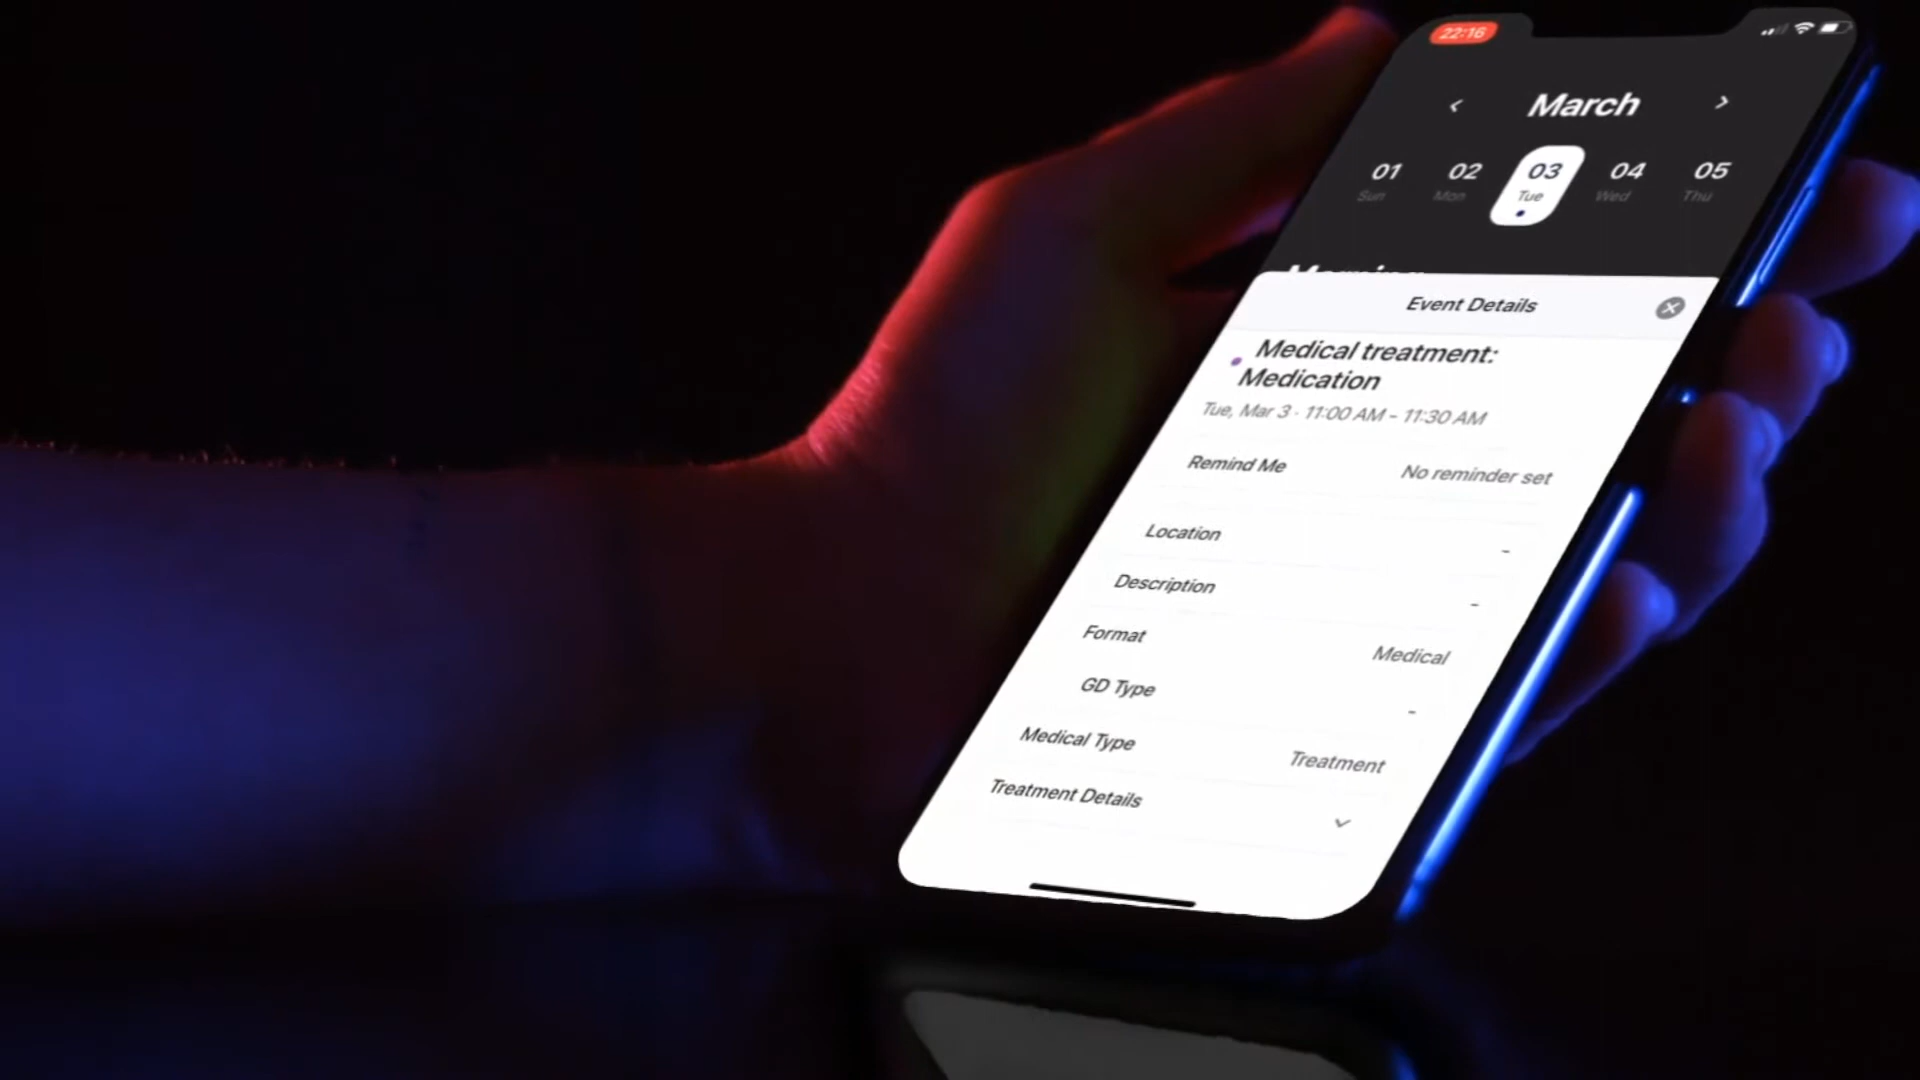 22:16
March
01 02 03 04 05
Sun Mon Tue Wed Thu
Morning
Event Details
Medical treatment:
Medication
Tue, Mar 3 · 11:00 AM – 11:30 AM
Remind Me No reminder set
Location -
Description -
Format Medical
GD Type -
Medical Type Treatment
Treatment Details